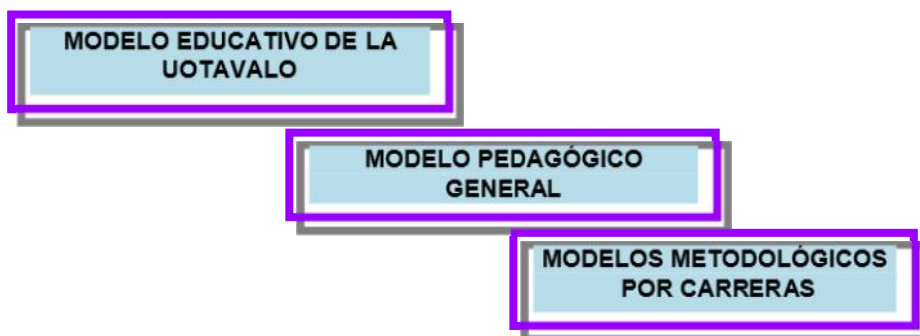 MODELO EDUCATIVO DE LA
UOTAVALO
MODELO PEDAGÓGICO
GENERAL
MODELOS METODOLÓGICOS
POR CARRERAS